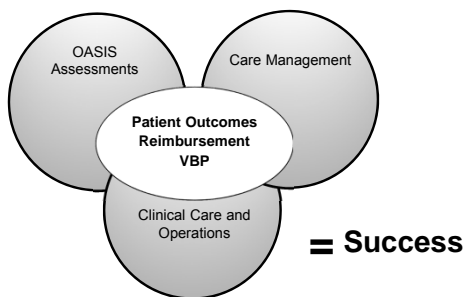 OASIS
Assessments
Care Management
Patient Outcomes
Reimbursement
VBP
Clinical Care and
Operations
= Success